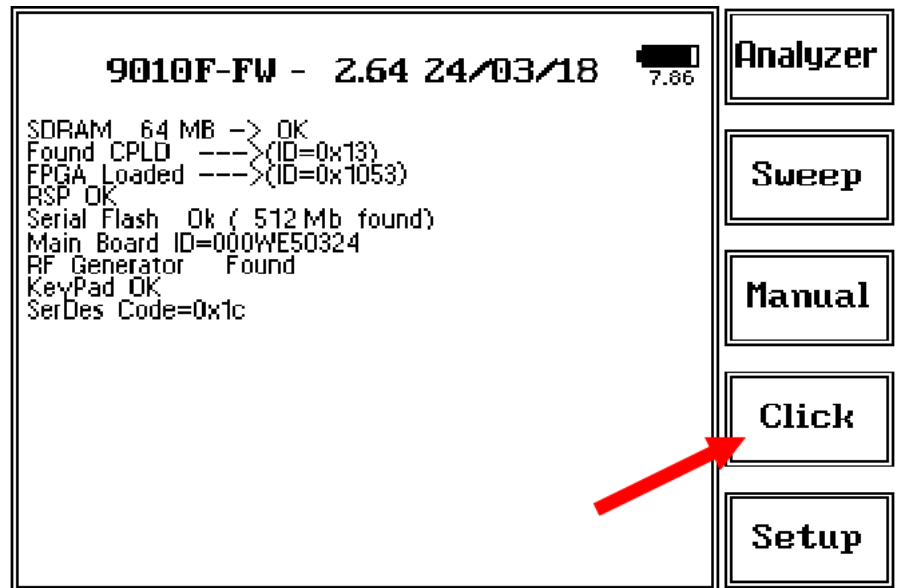 9010F-FW - 2.64 24/03/18
7.86
SDRAM 64 MB -> OK
Found CPLD --->(ID=0x13)
FPGA Loaded --->(ID=0x1053)
RSP OK
Serial Flash Ok ( 512 Mb found)
Main Board ID=000WE50324
RF Generator Found
KeyPad OK
SerDes Code=0x1c
Analyzer
Sweep
Manual
Click
Setup